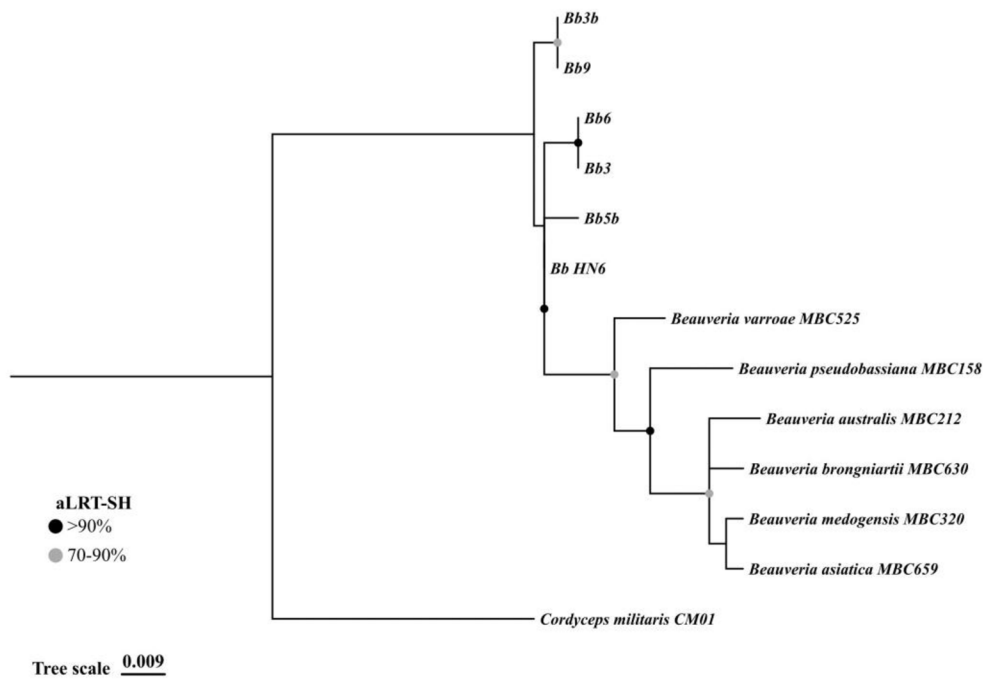 Bb3b
Bb9
Bb6
Bb3
Bb5b
Bb HN6
Beauveria varroae MBC525
Beauveria pseudobassiana MBC158
Beauveria australis MBC212
Beauveria brongniartii MBC630
Beauveria medogensis MBC320
Beauveria asiatica MBC659
Cordyceps militaris CM01
aLRT-SH
>90%
70-90%
Tree scale 0.009